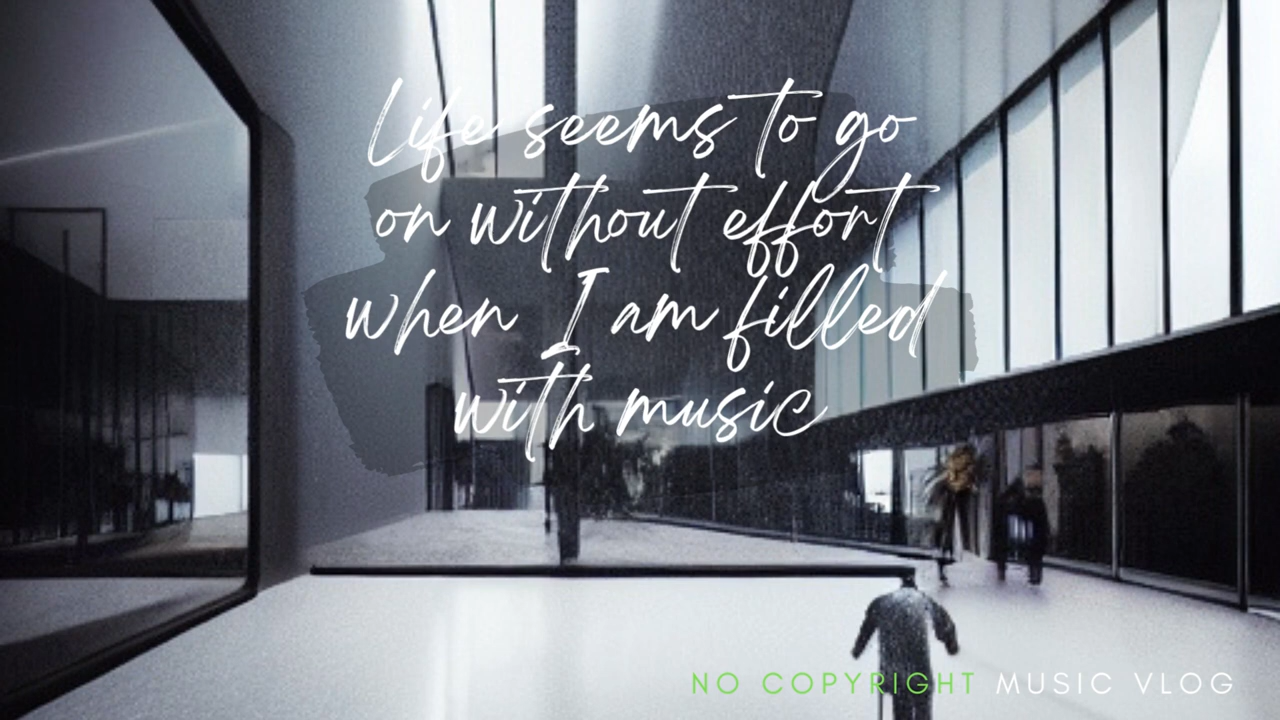 Life seems to go
on without effort
when I am filled
with music
NO COPYRIGHT MUSIC VLOG